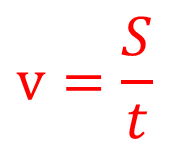 v = S/t